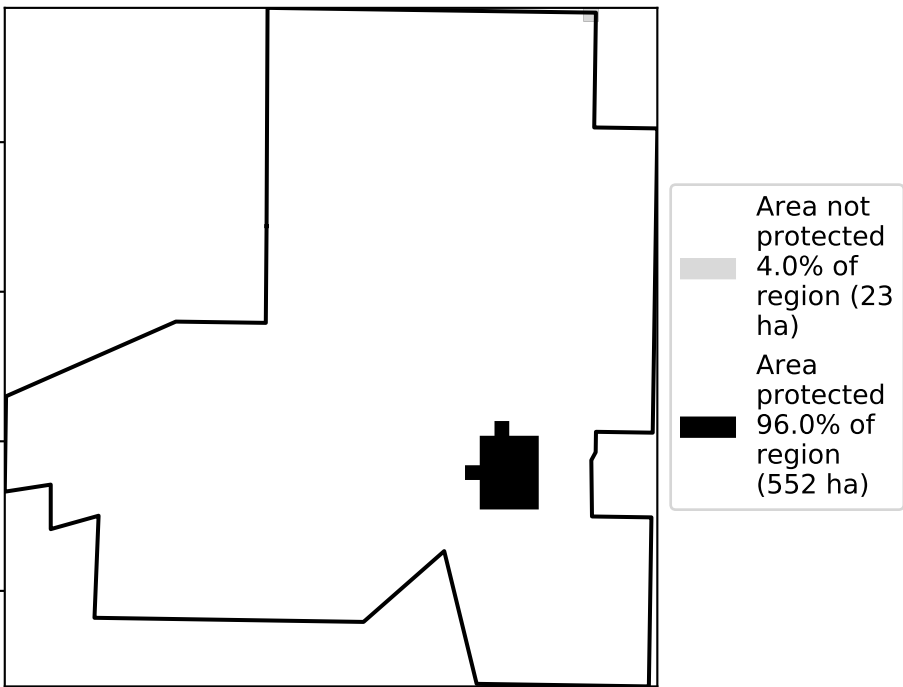 Area not
protected
4.0% of
region (23
ha)
Area
protected
96.0% of
region
(552 ha)